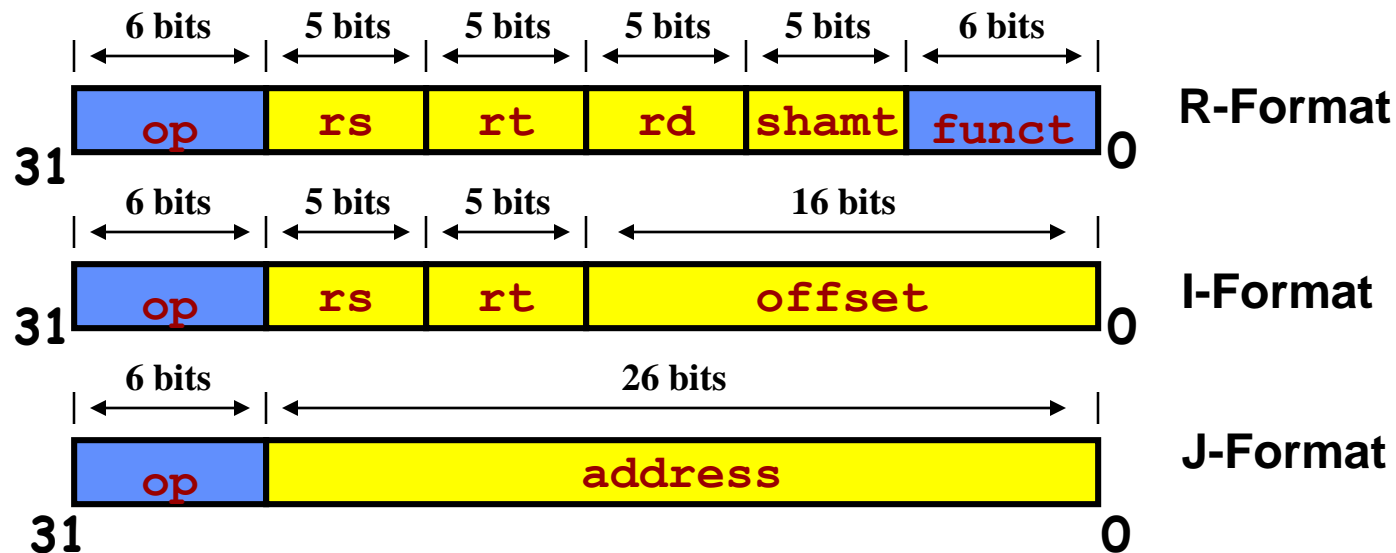 6 bits 5 bits 5 bits 5 bits 5 bits 6 bits
op rs rt rd shamt funct R-Format
31 0
6 bits 5 bits 5 bits 16 bits
op rs rt offset I-Format
31 0
6 bits 26 bits
op address J-Format
31 0